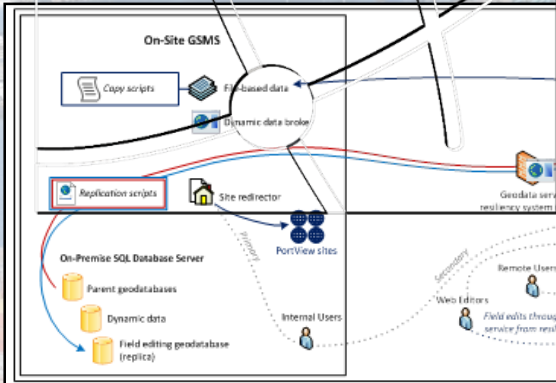 On-Site GSMS
Copy scripts
File-based data
Dynamic data broke
Replication scripts
Site redirector
Geodata serv
resiliency system
PortView sites
Primary
Secondary
On-Premise SQL Database Server
Parent geodatabases
Dynamic data
Field editing geodatabase
(replica)
Internal Users
Remote Users
Web Editors
Field edits throug
service from resil